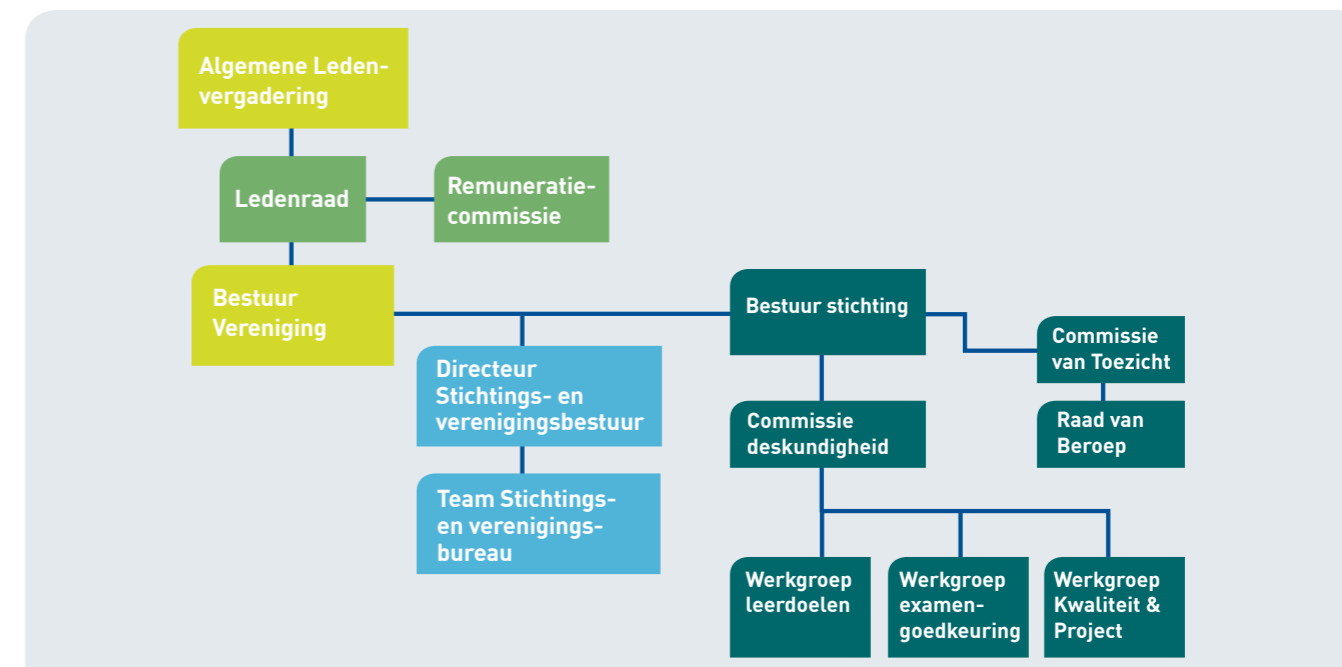 Algemene Leden-
vergadering
Ledenraad
Remuneratie-
commissie
Bestuur
Vereniging
Bestuur stichting
Directeur
Stichtings- en
verenigingsbestuur
Commissie
van Toezicht
Commissie
deskundigheid
Raad van
Beroep
Team Stichtings-
en verenigings-
bureau
Werkgroep
leerdoelen
Werkgroep
examen-
goedkeuring
Werkgroep
Kwaliteit &
Project